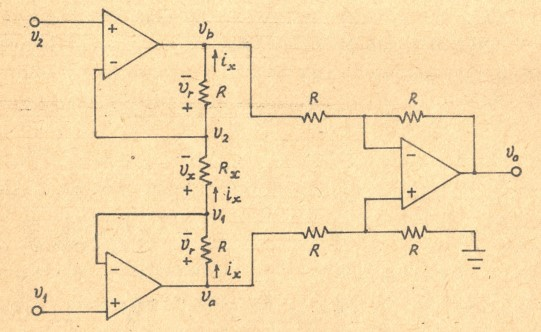 v2
+
-
vb
ix
- vr + R
v2
- vx + Rx
ix
v1
- vr + R
ix
va
-
+
v1
R R
-
+
vo
R R